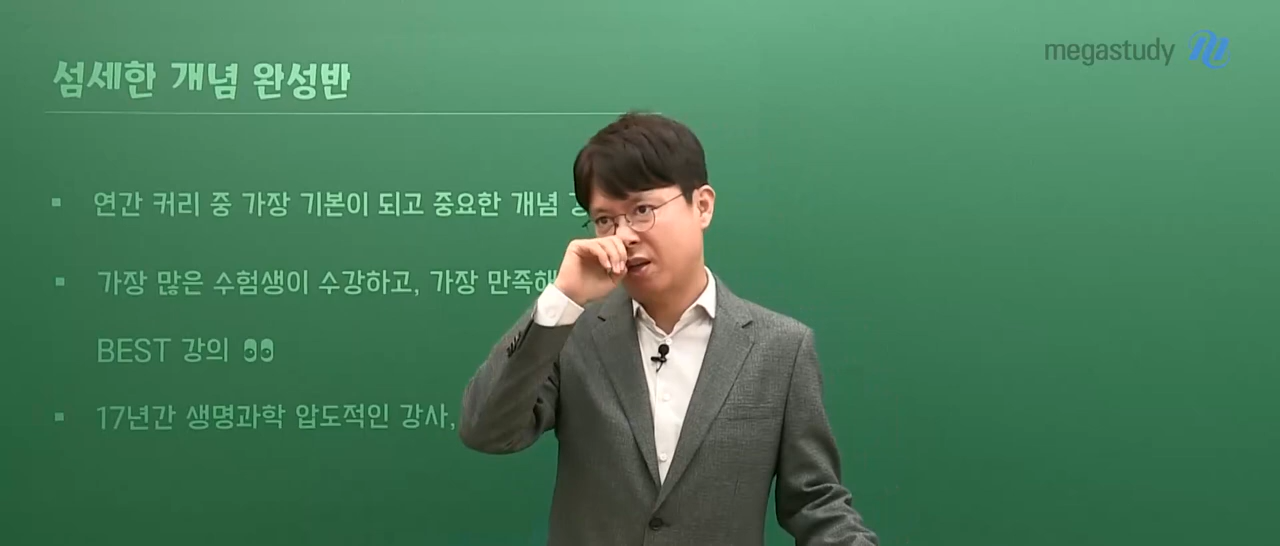 megastudy
섬세한 개념 완성반
연간 커리 중 가장 기본이 되고 중요한 개념
가장 많은 수험생이 수강하고, 가장 만족해
BEST 강의
17년간 생명과학 압도적인 강사,